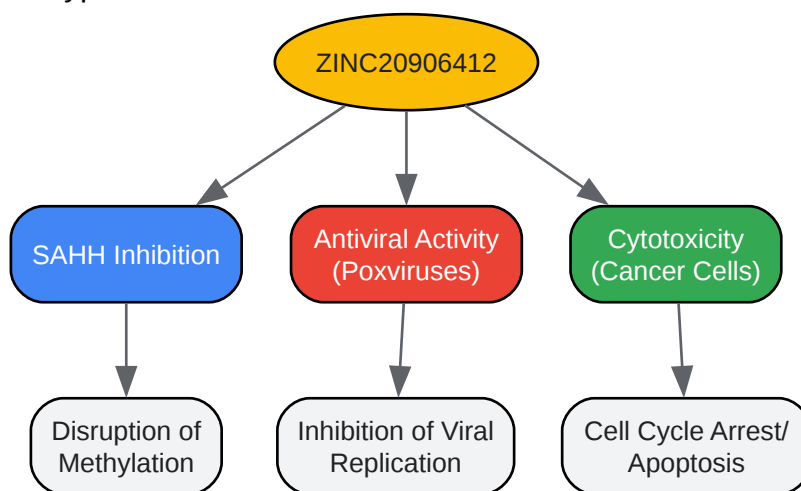 ZINC20906412
SAHH Inhibition
Antiviral Activity
(Poxviruses)
Cytotoxicity
(Cancer Cells)
Disruption of
Methylation
Inhibition of Viral
Replication
Cell Cycle Arrest/
Apoptosis